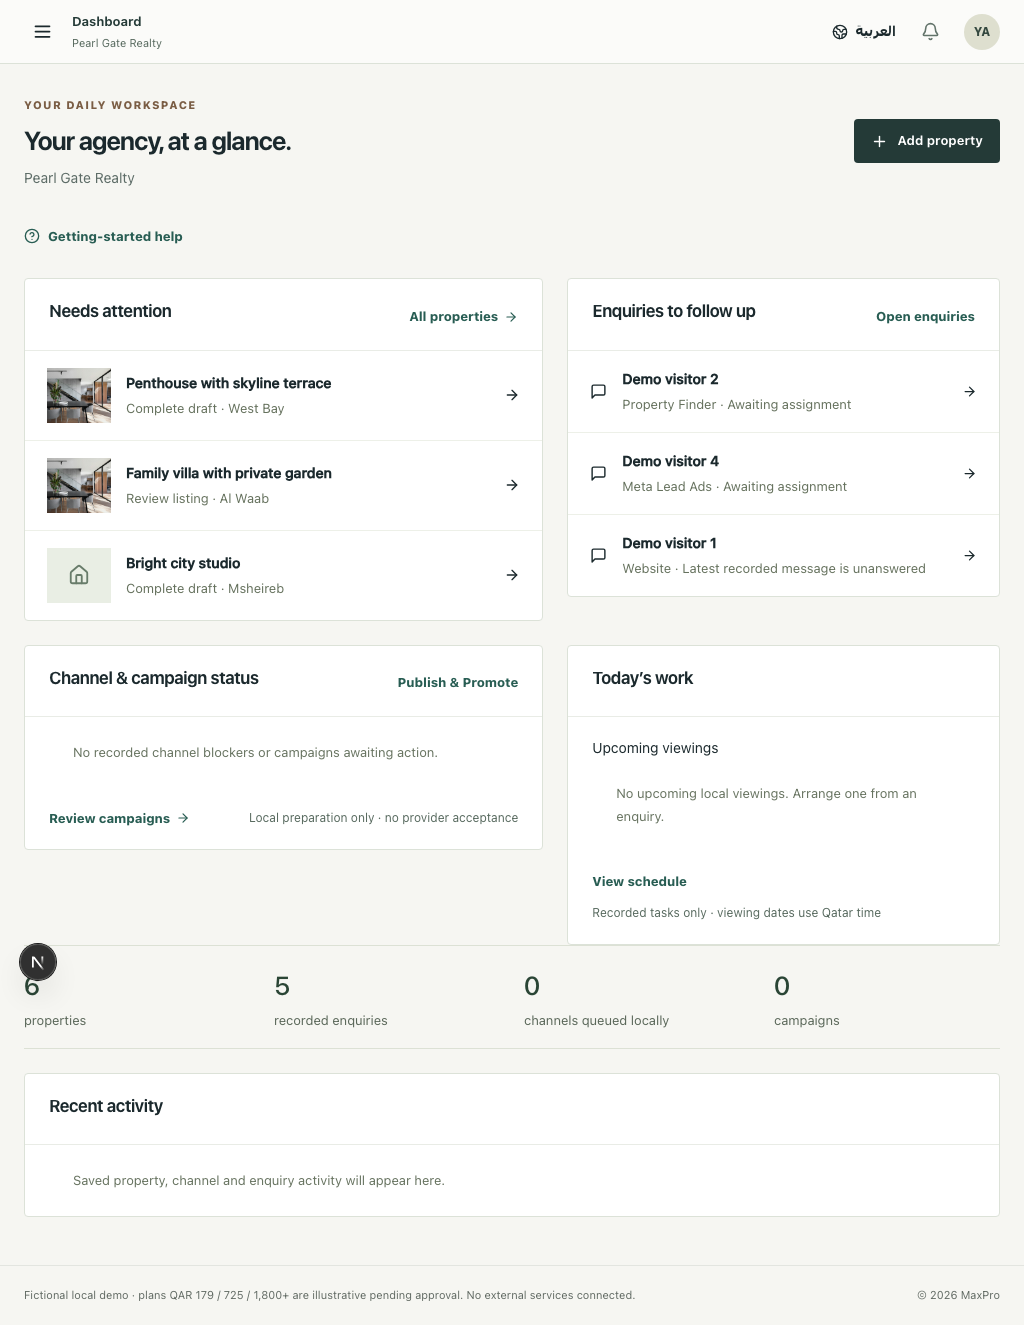 Dashboard
Pearl Gate Realty
العربية
YA
YOUR DAILY WORKSPACE
Your agency, at a glance.
Pearl Gate Realty
Add property
Getting-started help
Needs attention
All properties
Penthouse with skyline terrace
Complete draft · West Bay
Family villa with private garden
Review listing · Al Waab
Bright city studio
Complete draft · Msheireb
Enquiries to follow up
Open enquiries
Demo visitor 2
Property Finder · Awaiting assignment
Demo visitor 4
Meta Lead Ads · Awaiting assignment
Demo visitor 1
Website · Latest recorded message is unanswered
Channel & campaign status
Publish & Promote
No recorded channel blockers or campaigns awaiting action.
Review campaigns
Local preparation only · no provider acceptance
Today’s work
Upcoming viewings
No upcoming local viewings. Arrange one from an
enquiry.
View schedule
Recorded tasks only · viewing dates use Qatar time
N
6
properties
5
recorded enquiries
0
channels queued locally
0
campaigns
Recent activity
Saved property, channel and enquiry activity will appear here.
Fictional local demo · plans QAR 179 / 725 / 1,800+ are illustrative pending approval. No external services connected.
© 2026 MaxPro